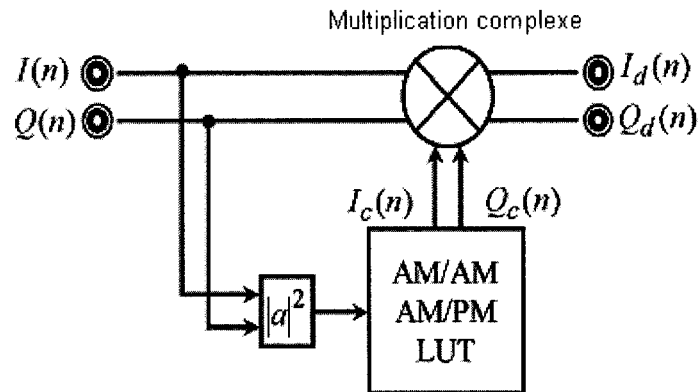 Multiplication complexe
I(n)
I_d(n)
Q(n)
Q_d(n)
I_c(n)
Q_c(n)
|a|²
AM/AM
AM/PM
LUT